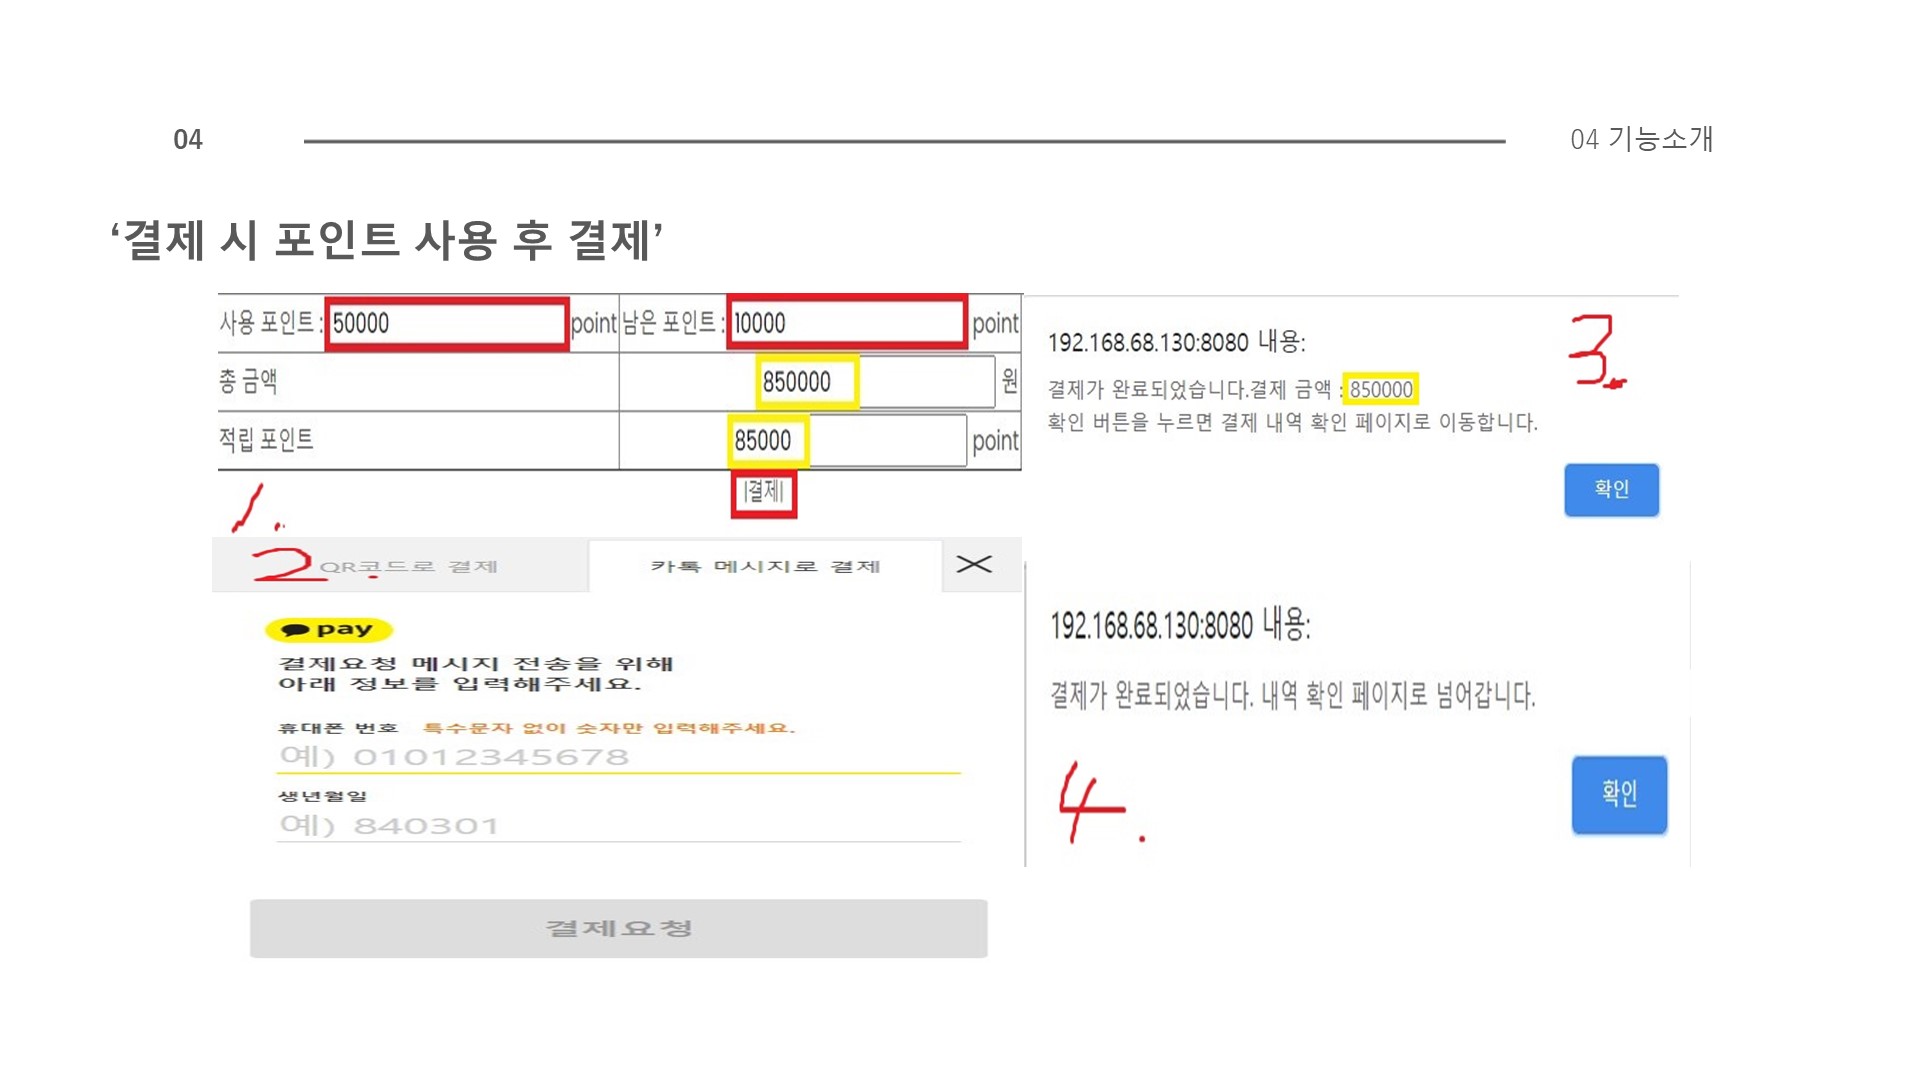 04
04 기능소개
‘결제 시 포인트 사용 후 결제’
사용 포인트 : 50000 point 남은 포인트 : 10000 point
총 금액 850000 원
적립 포인트 85000 point
|결제|
1.
2.
QR코드로 결제 카톡 메시지로 결제
pay
결제요청 메시지 전송을 위해
아래 정보를 입력해주세요.
휴대폰 번호 특수문자 없이 숫자만 입력해주세요.
예) 01012345678
생년월일
예) 840301
결제요청
3.
192.168.68.130:8080 내용:
결제가 완료되었습니다.결제 금액 : 850000
확인 버튼을 누르면 결제 내역 확인 페이지로 이동합니다.
확인
192.168.68.130:8080 내용:
결제가 완료되었습니다. 내역 확인 페이지로 넘어갑니다.
4.
확인